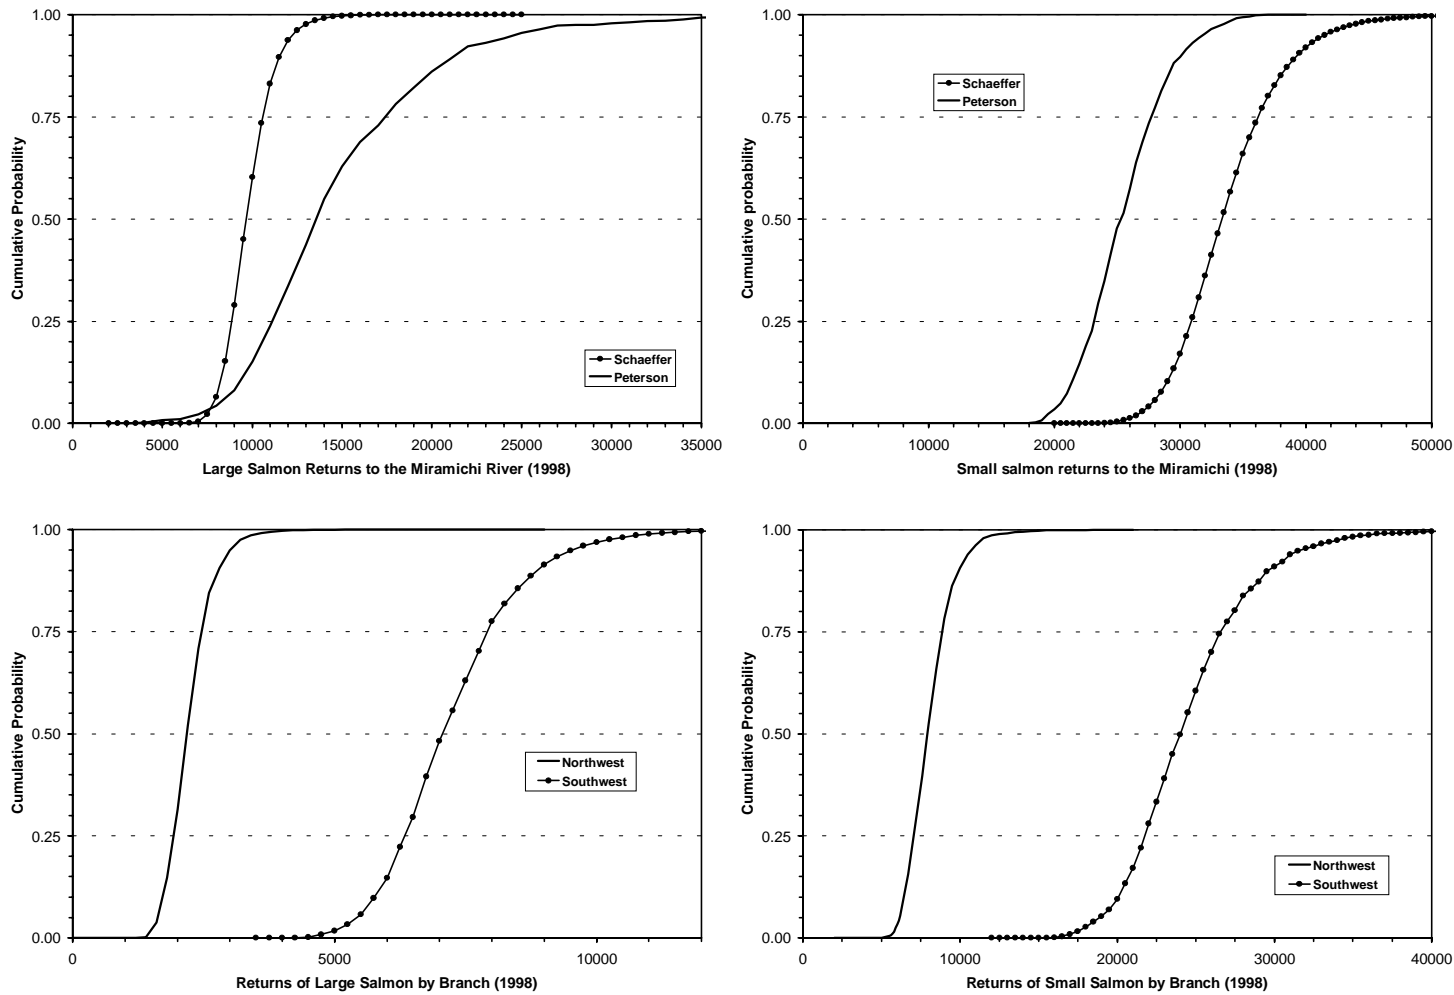 1.00
0.75
0.50
0.25
0.00
Cumulative Probability
0
5000
10000
15000
20000
25000
30000
35000
Large Salmon Returns to the Miramichi River (1998)
Schaeffer
Peterson
1.00
0.75
0.50
0.25
0.00
Cumulative probability
0
10000
20000
30000
40000
50000
Small salmon returns to the Miramichi (1998)
Schaeffer
Peterson
1.00
0.75
0.50
0.25
0.00
Cumulative Probability
0
5000
10000
Returns of Large Salmon by Branch (1998)
Northwest
Southwest
1.00
0.75
0.50
0.25
0.00
Cumulative Probability
0
10000
20000
30000
40000
Returns of Small Salmon by Branch (1998)
Northwest
Southwest